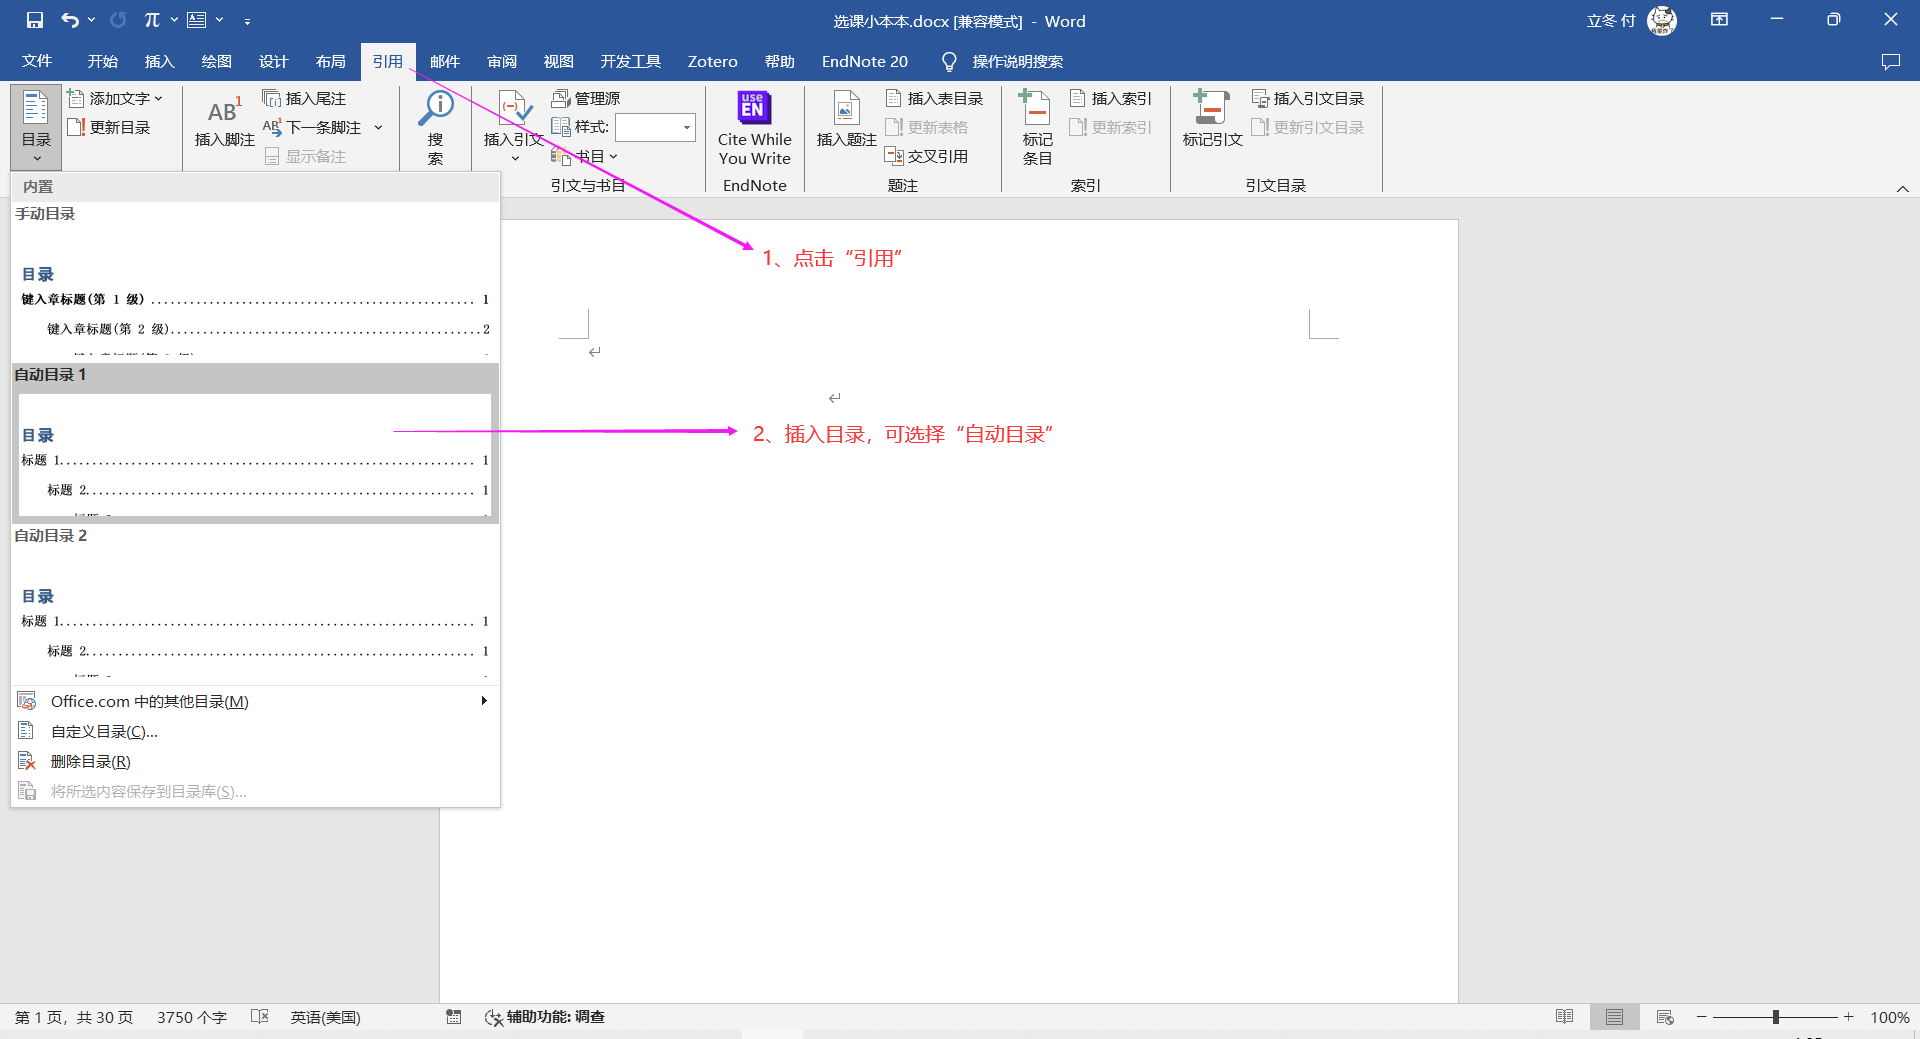 选课小本本.docx [兼容模式] - Word
立冬 付
文件 开始 插入 绘图 设计 布局 引用 邮件 审阅 视图 开发工具 Zotero 帮助 EndNote 20 操作说明搜索
目录
添加文字
更新目录
AB1
插入脚注
插入尾注
AB1 下一条脚注
显示备注
搜
索
插入引文
管理源
样式:
书目
引文与书目
use
EN
Cite While
You Write
EndNote
插入题注
插入表目录
更新表格
交叉引用
题注
标记
条目
插入索引
更新索引
索引
标记引文
插入引文目录
更新引文目录
引文目录
内置
手动目录
目录
键入章标题(第 1 级) 1
键入章标题(第 2 级) 2
自动目录 1
目录
标题 1 1
标题 2 1
自动目录 2
目录
标题 1 1
标题 2 1
Office.com 中的其他目录(M)
自定义目录(C)...
删除目录(R)
将所选内容保存到目录库(S)...
1、点击“引用”
2、插入目录，可选择“自动目录”
第 1 页，共 30 页 3750 个字 英语(美国) 辅助功能: 调查 100%